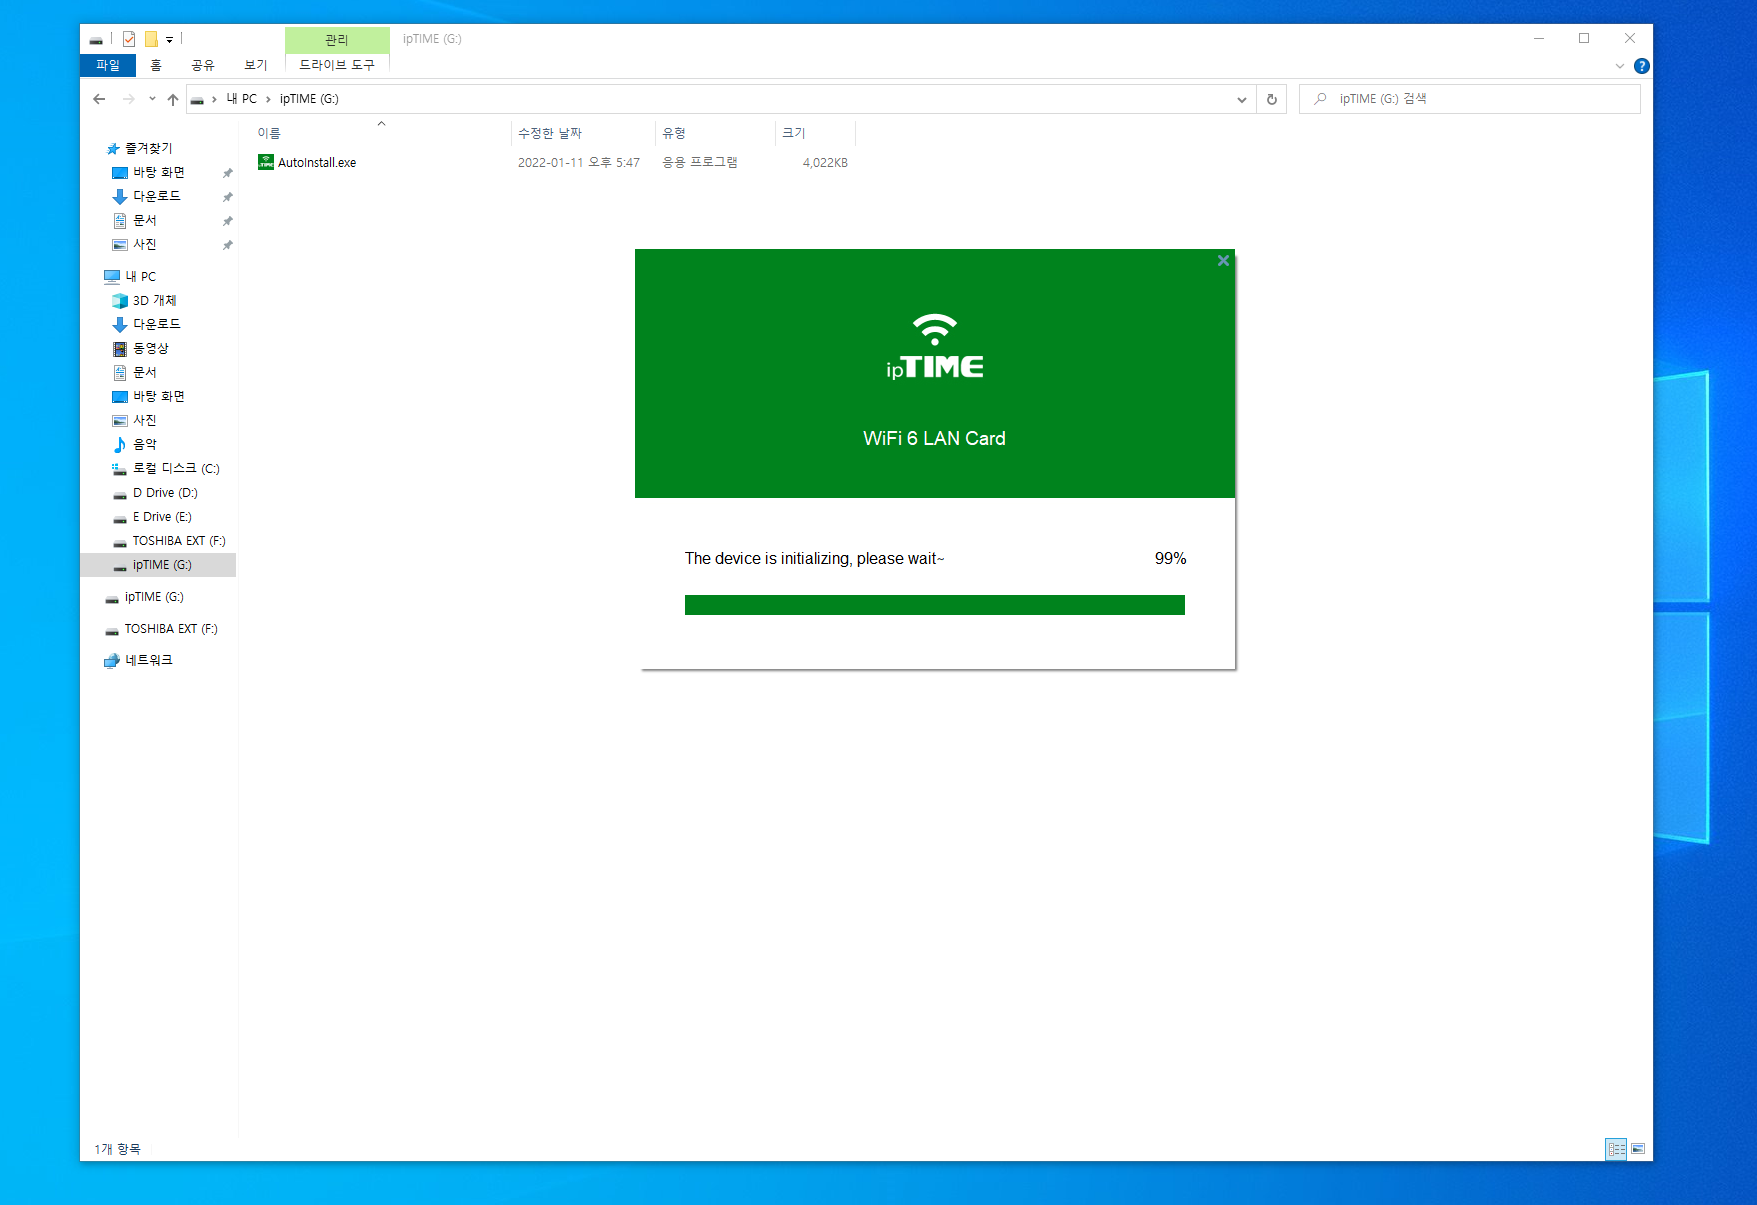 관리
ipTIME (G:)
파일
홈
공유
보기
드라이브 도구
내 PC
ipTIME (G:)
ipTIME (G:) 검색
이름
수정한 날짜
유형
크기
AutoInstall.exe
2022-01-11 오후 5:47
응용 프로그램
4,022KB
즐겨찾기
바탕 화면
다운로드
문서
사진
내 PC
3D 개체
다운로드
동영상
문서
바탕 화면
사진
음악
로컬 디스크 (C:)
D Drive (D:)
E Drive (E:)
TOSHIBA EXT (F:)
ipTIME (G:)
ipTIME (G:)
TOSHIBA EXT (F:)
네트워크
ipTIME
WiFi 6 LAN Card
The device is initializing, please wait~
99%
1개 항목